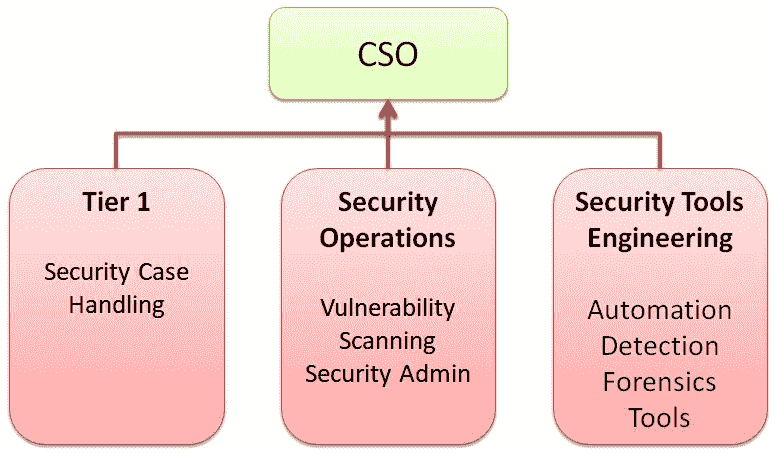 CSO
Tier 1
Security Case
Handling
Security
Operations
Vulnerability
Scanning
Security Admin
Security Tools
Engineering
Automation
Detection
Forensics
Tools